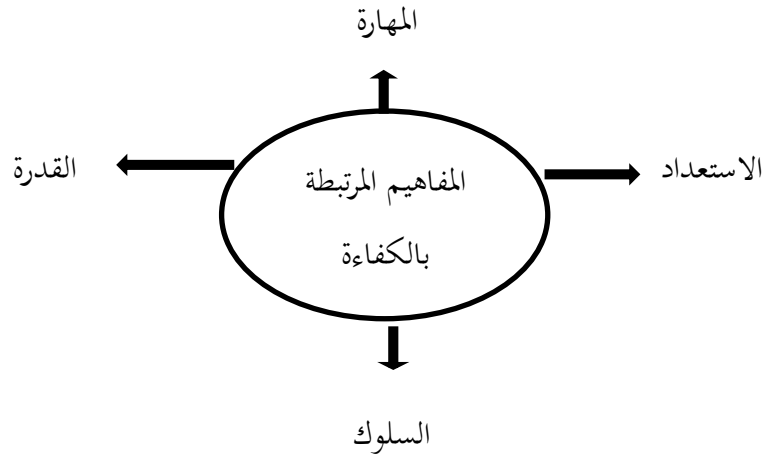 المهارة
الاستعداد
المفاهيم المرتبطة
بالكفاءة
القدرة
السلوك